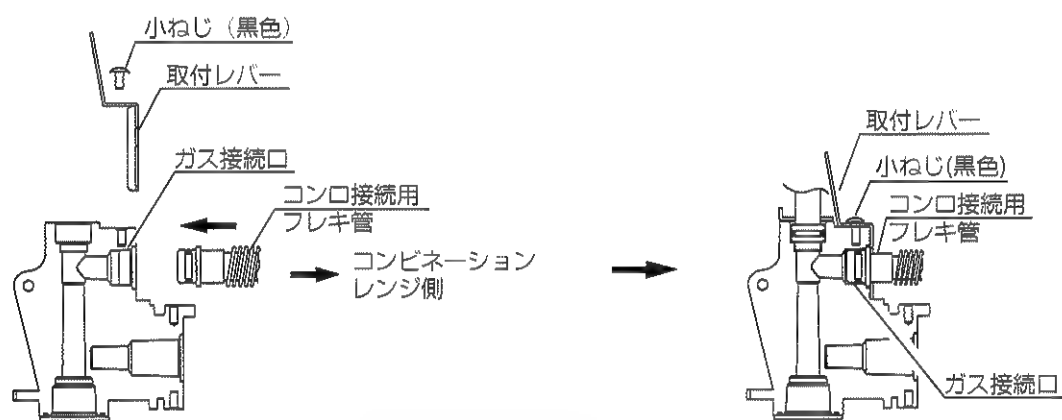 小ねじ（黒色）
取付レバー
ガス接続口
コンロ接続用
フレキ管
コンビネーション
レンジ側
取付レバー
小ねじ(黒色)
コンロ接続用
フレキ管
ガス接続口